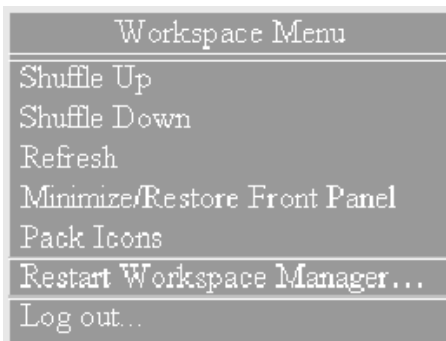 Workspace Menu
Shuffle Up
Shuffle Down
Refresh
Minimize/Restore Front Panel
Pack Icons
Restart Workspace Manager...
Log out...